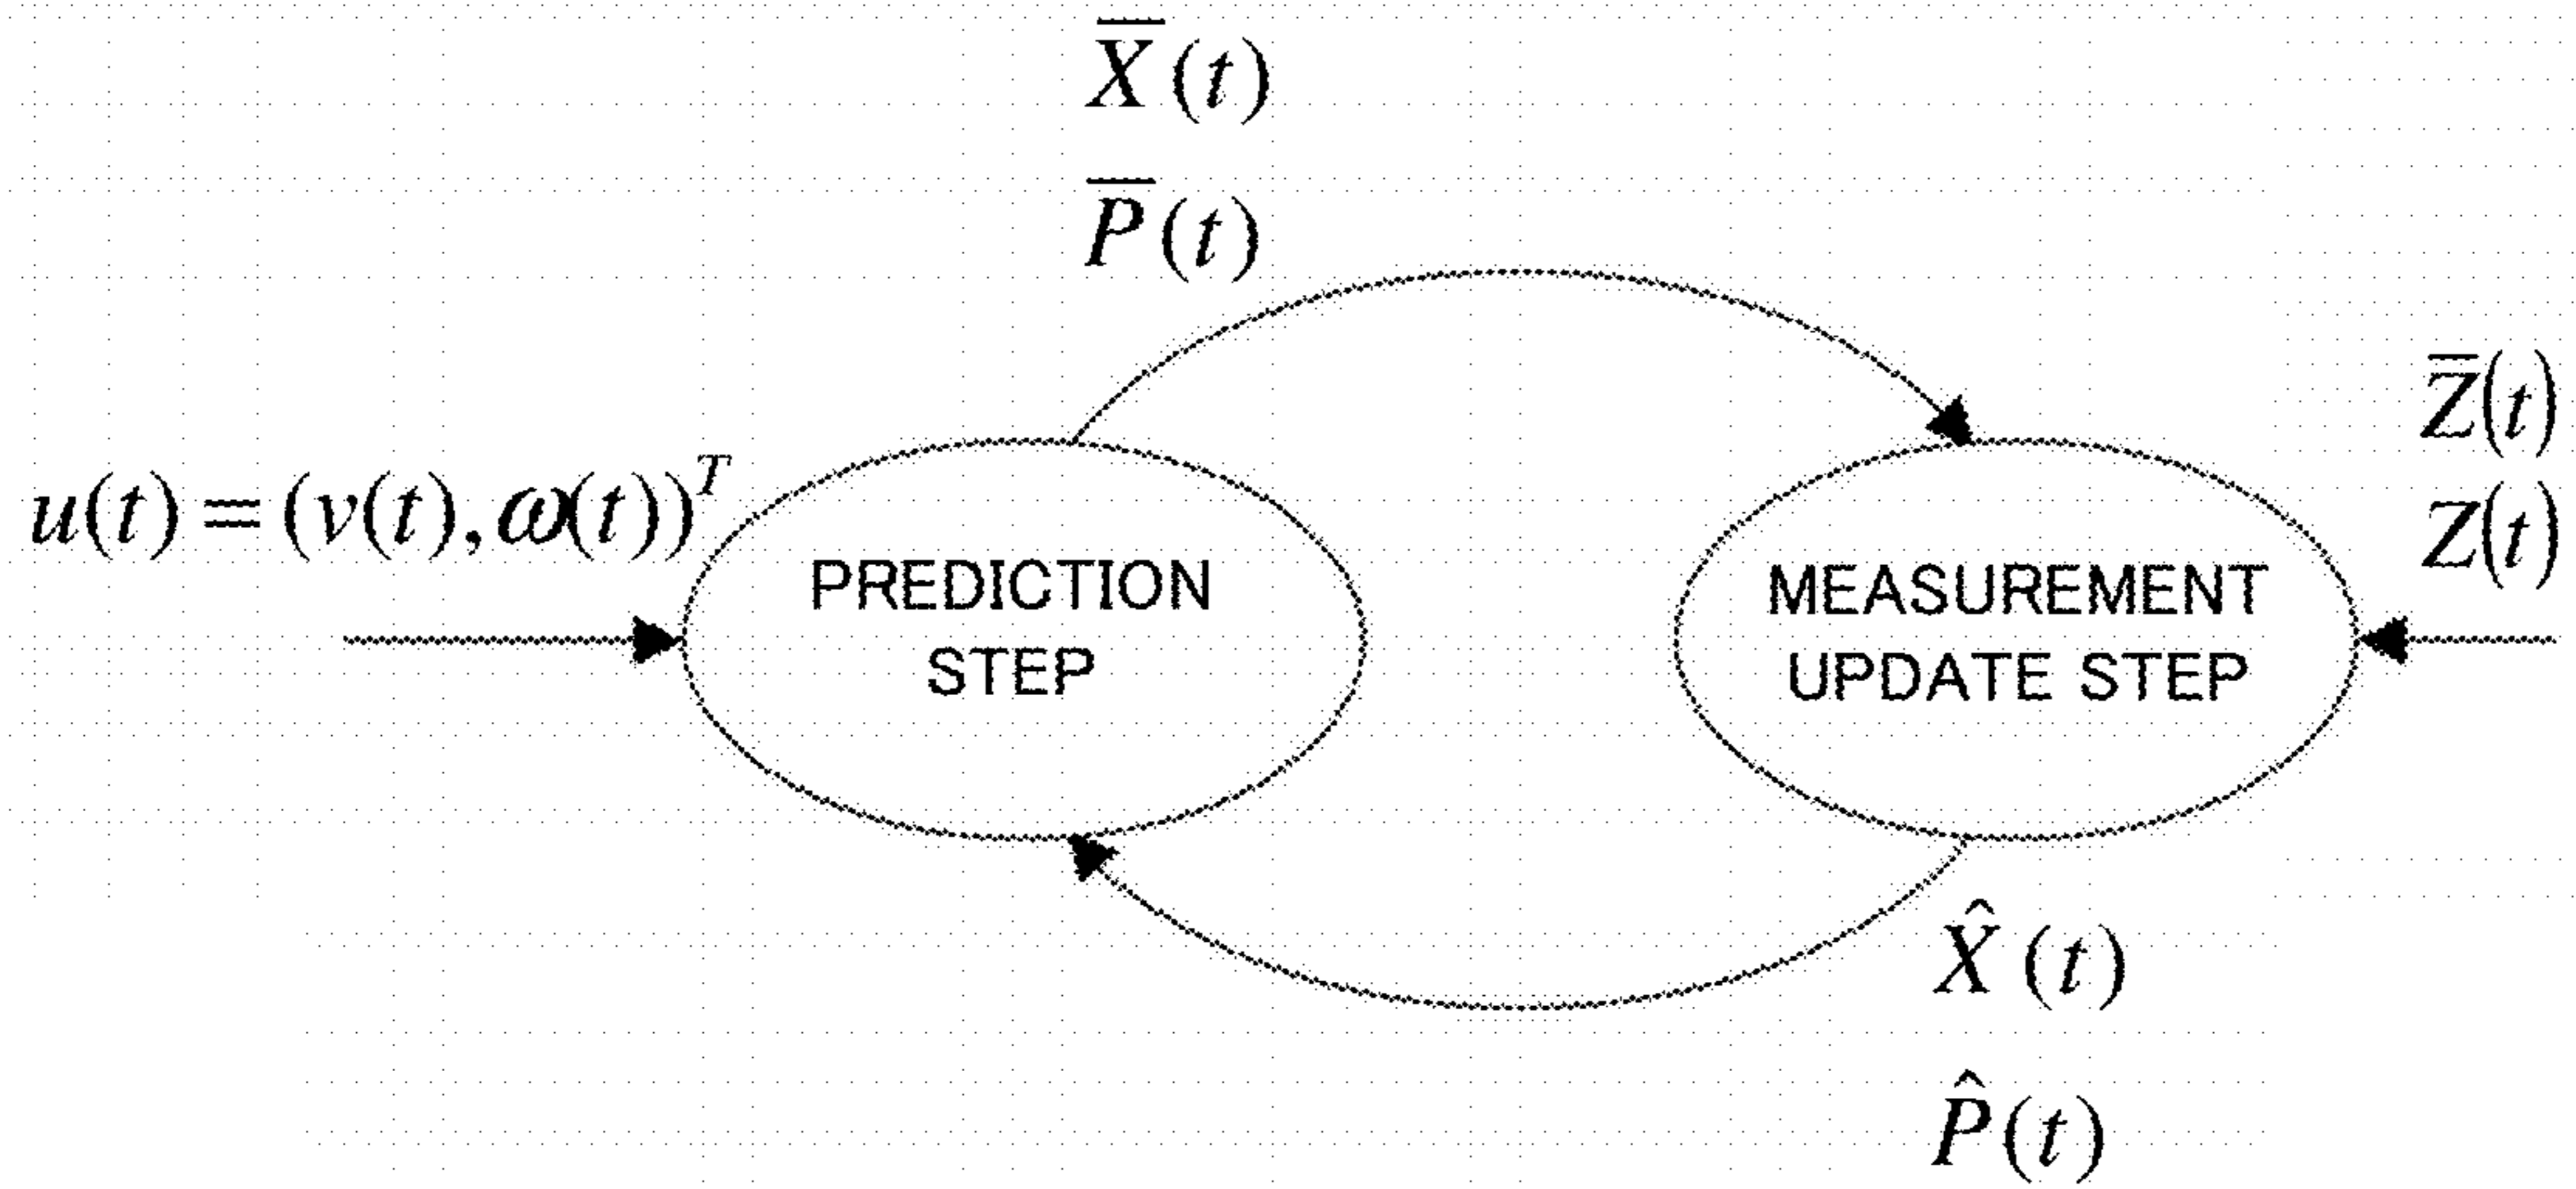 X̅(t)
P̅(t)
u(t) = (v(t), ω(t))ᵀ
PREDICTION
STEP
Z̅(t)
Z(t)
MEASUREMENT
UPDATE STEP
X̂(t)
P̂(t)